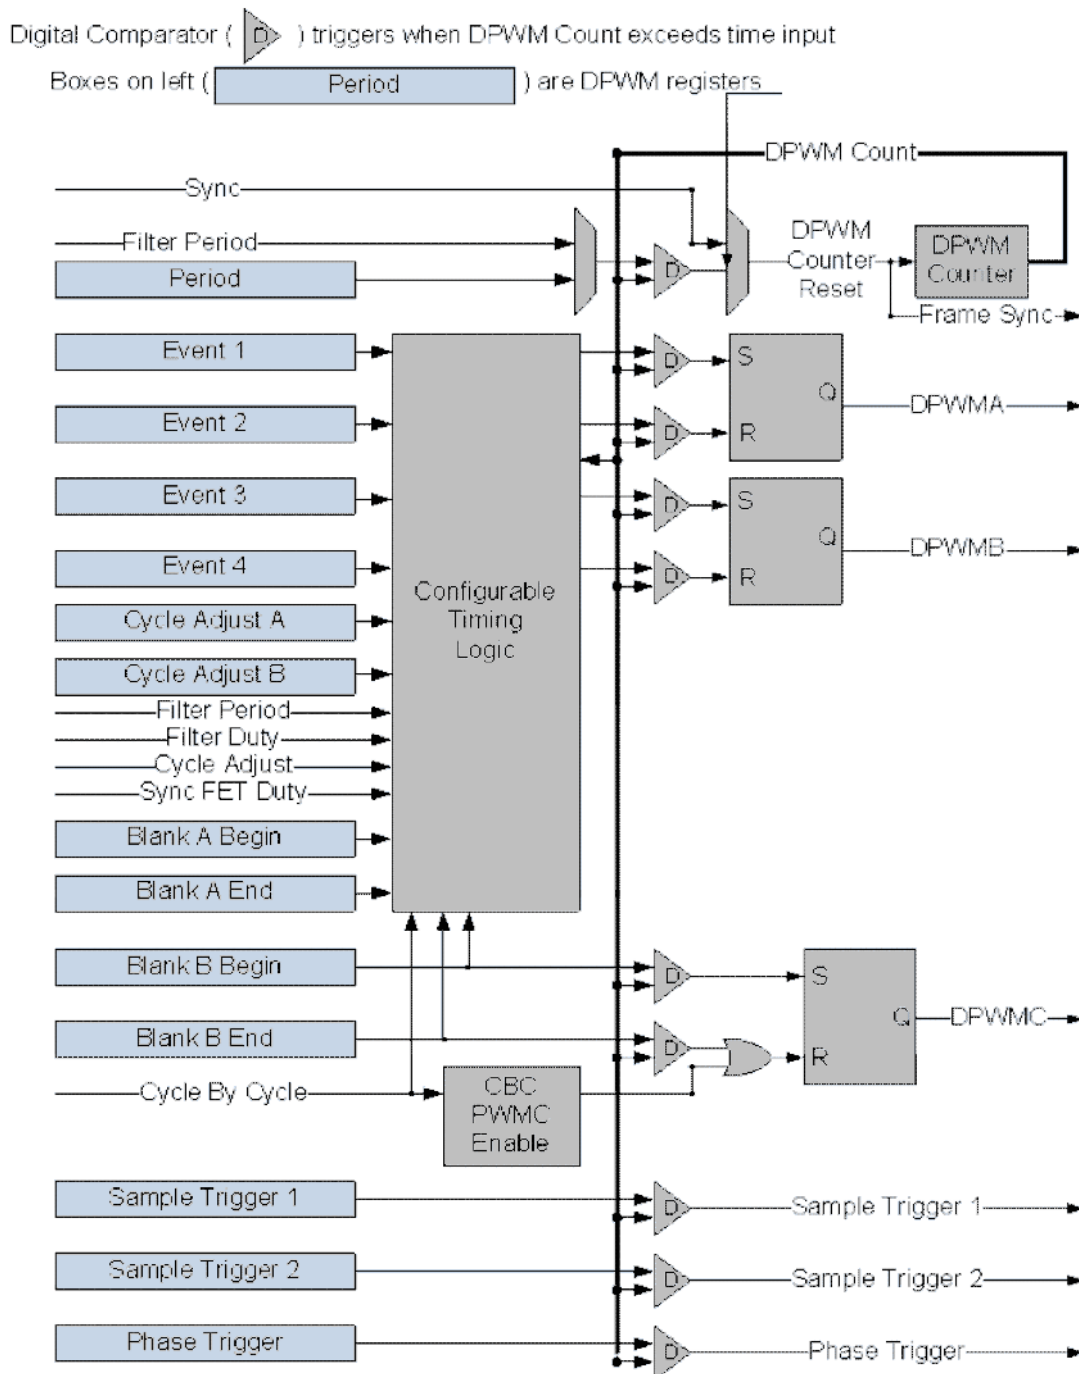 Digital Comparator ( D ) triggers when DPWM Count exceeds time input
Boxes on left ( Period ) are DPWM registers
DPWM Count
Sync
Filter Period
Period
D
DPWM
Counter
Reset
DPWM
Counter
Frame Sync
Event 1
D
S
Q
DPWMA
Event 2
D
R
Event 3
D
S
Q
DPWMB
Event 4
D
R
Configurable
Timing
Logic
Cycle Adjust A
Cycle Adjust B
Filter Period
Filter Duty
Cycle Adjust
Sync FET Duty
Blank A Begin
Blank A End
Blank B Begin
D
S
Q
DPWMC
Blank B End
D
R
Cycle By Cycle
CBC
PWMC
Enable
Sample Trigger 1
D
Sample Trigger 1
Sample Trigger 2
D
Sample Trigger 2
Phase Trigger
D
Phase Trigger